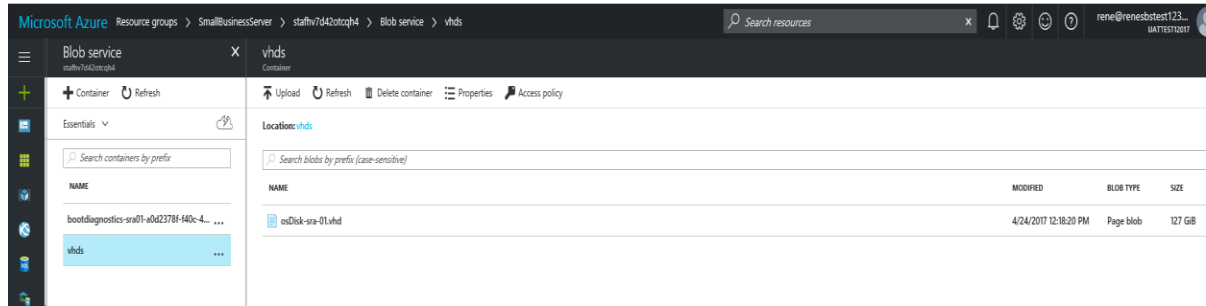 Microsoft Azure Resource groups > SmallBusinessServer > stafhv7d42otcqh4 > Blob service > vhds
Search resources
rene@renesbstest123...
UATTEST12017
Blob service
stafhv7d42otcqh4
vhds
Container
Container Refresh
Upload Refresh Delete container Properties Access policy
Essentials
Location: vhds
Search containers by prefix
Search blobs by prefix (case-sensitive)
NAME
NAME MODIFIED BLOB TYPE SIZE
bootdiagnostics-sra01-a0d2378f-f40c-4... ...
osDisk-sra-01.vhd 4/24/2017 12:18:20 PM Page blob 127 GiB
vhds ...